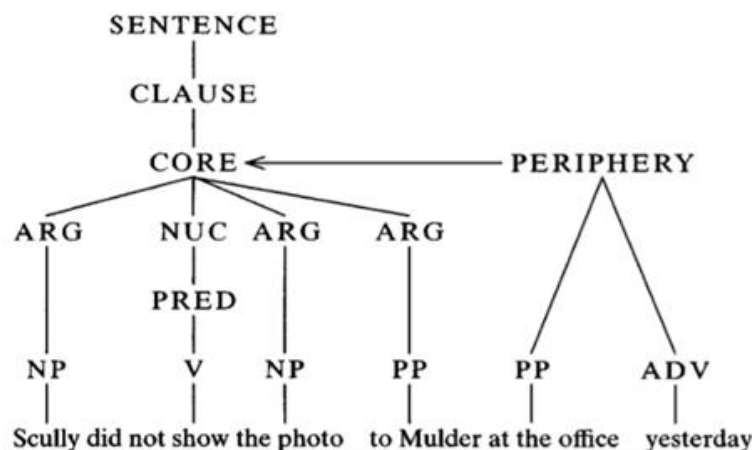 SENTENCE
CLAUSE
CORE PERIPHERY
ARG NUC ARG ARG
PRED
NP V NP PP PP ADV
Scully did not show the photo to Mulder at the office yesterday